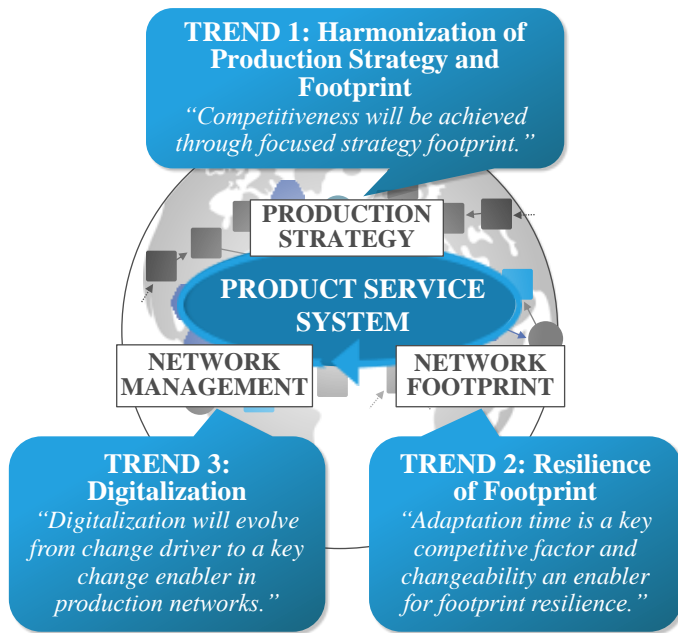 TREND 1: Harmonization of
Production Strategy and
Footprint
“Competitiveness will be achieved
through focused strategy footprint.”
PRODUCTION
STRATEGY
PRODUCT SERVICE
SYSTEM
NETWORK
MANAGEMENT
NETWORK
FOOTPRINT
TREND 3:
Digitalization
“Digitalization will evolve
from change driver to a key
change enabler in
production networks.”
TREND 2: Resilience
of Footprint
“Adaptation time is a key
competitive factor and
changeability an enabler
for footprint resilience.”